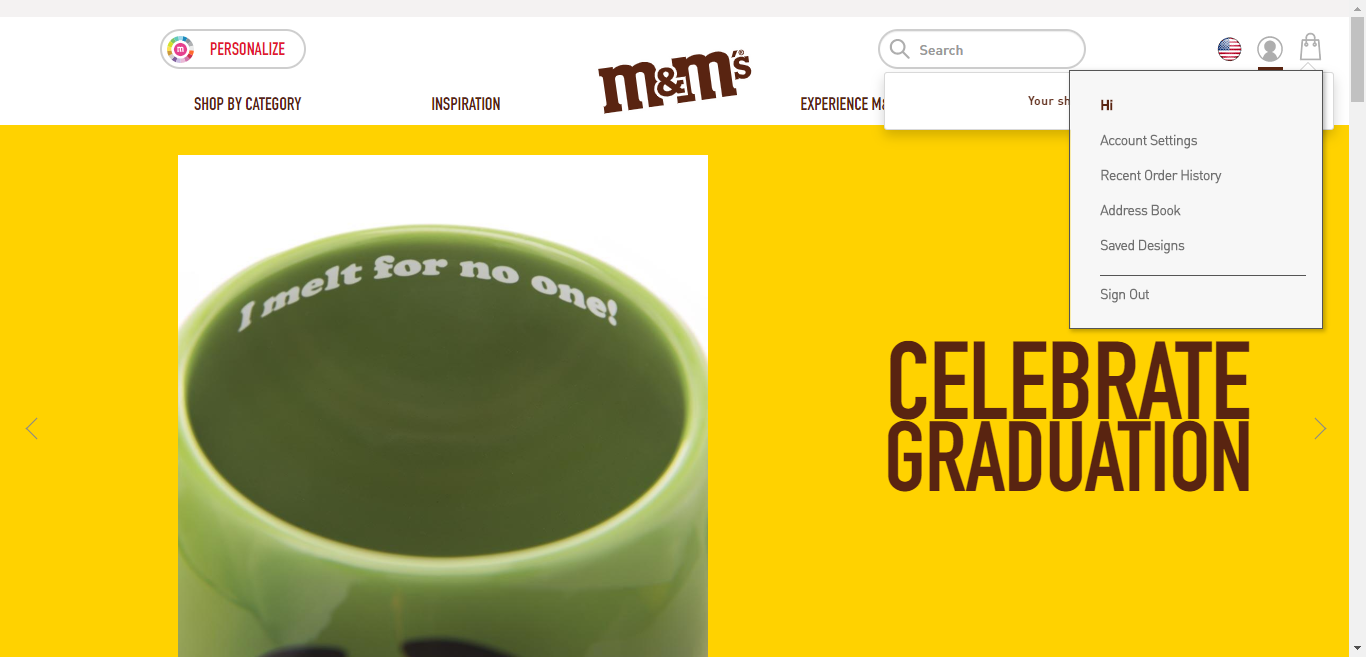 PERSONALIZE
Search
SHOP BY CATEGORY
INSPIRATION
m&m's®
EXPERIENCE
Your
Hi
Account Settings
Recent Order History
Address Book
Saved Designs
Sign Out
I melt for no one!
CELEBRATE
GRADUATION